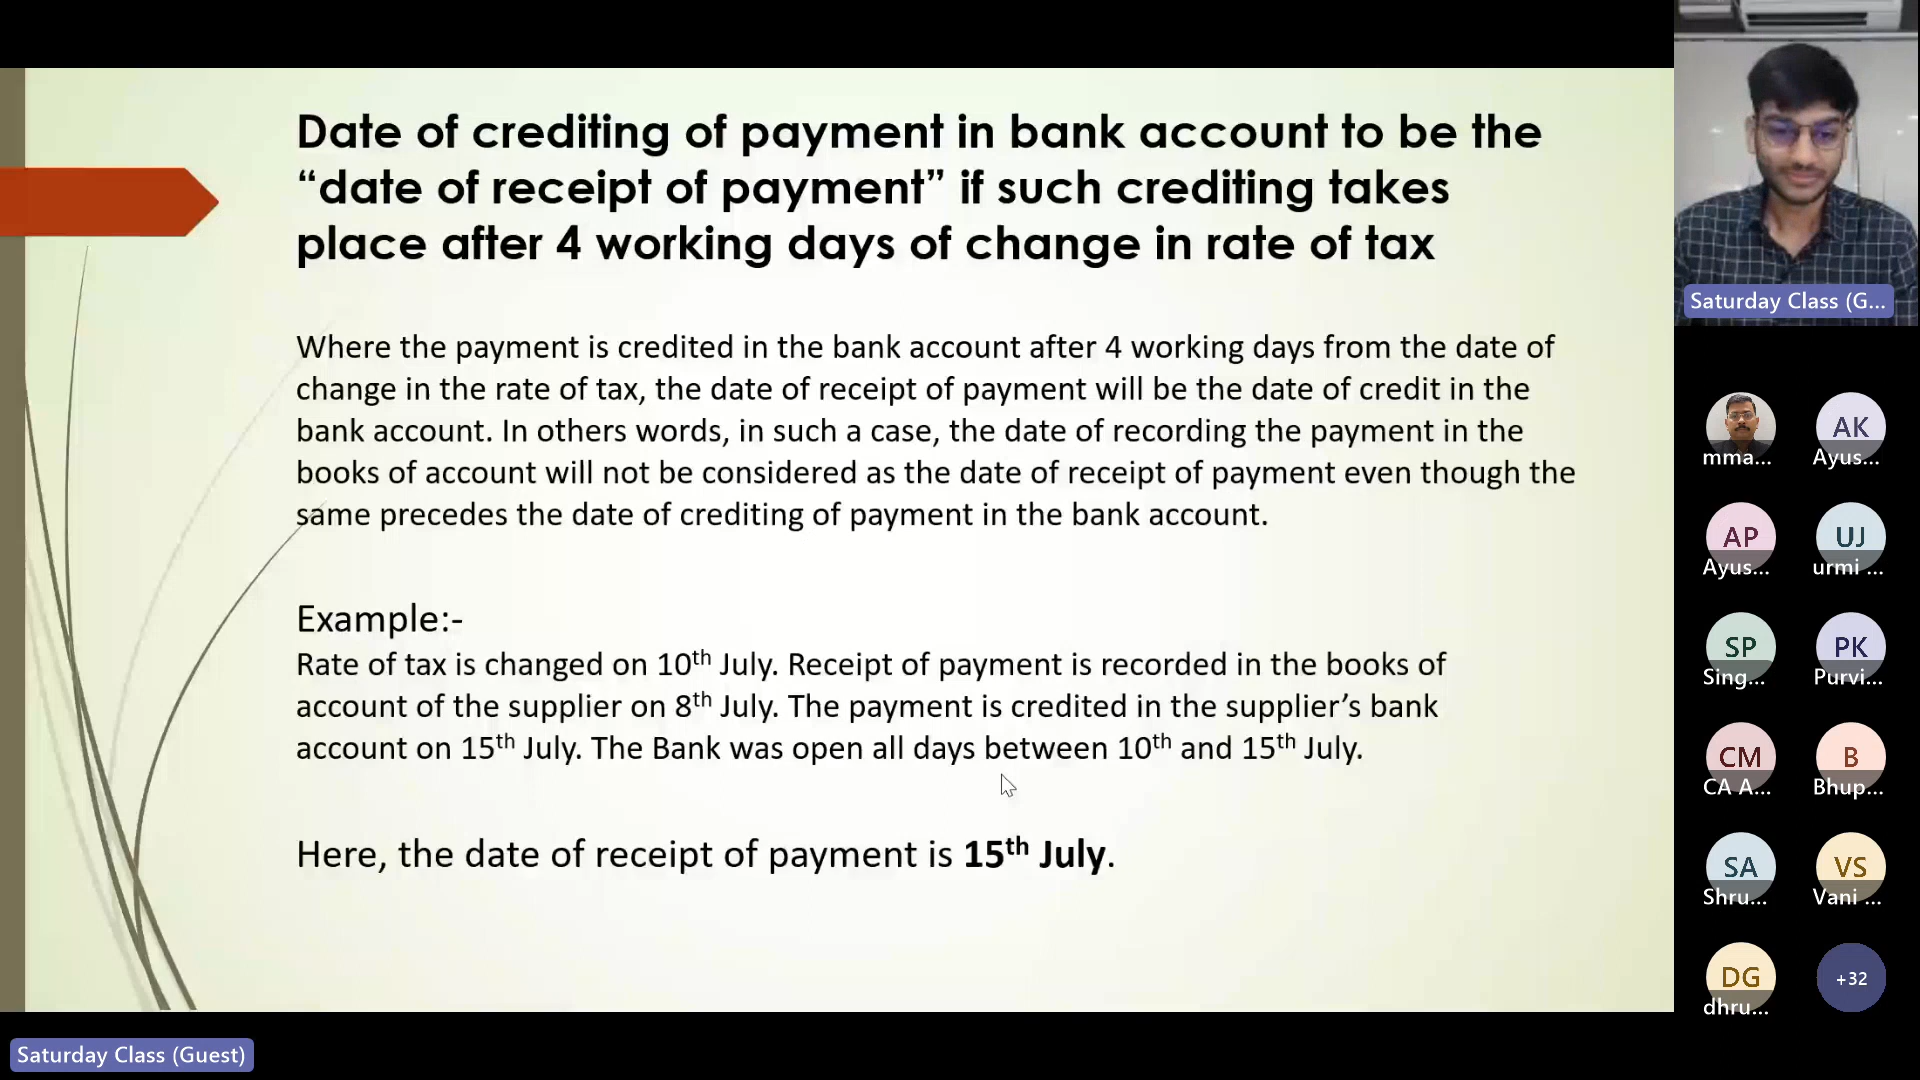 Date of crediting of payment in bank account to be the
“date of receipt of payment” if such crediting takes
place after 4 working days of change in rate of tax
Where the payment is credited in the bank account after 4 working days from the date of
change in the rate of tax, the date of receipt of payment will be the date of credit in the
bank account. In others words, in such a case, the date of recording the payment in the
books of account will not be considered as the date of receipt of payment even though the
same precedes the date of crediting of payment in the bank account.
Example:-
Rate of tax is changed on 10th July. Receipt of payment is recorded in the books of
account of the supplier on 8th July. The payment is credited in the supplier’s bank
account on 15th July. The Bank was open all days between 10th and 15th July.
Here, the date of receipt of payment is 15th July.
Saturday Class (G...
mma...
AK
Ayus...
AP
Ayus...
UJ
urmi ...
SP
Sing...
PK
Purvi...
CM
CA A...
B
Bhup...
SA
Shru...
VS
Vani ...
DG
dhru...
+32
Saturday Class (Guest)